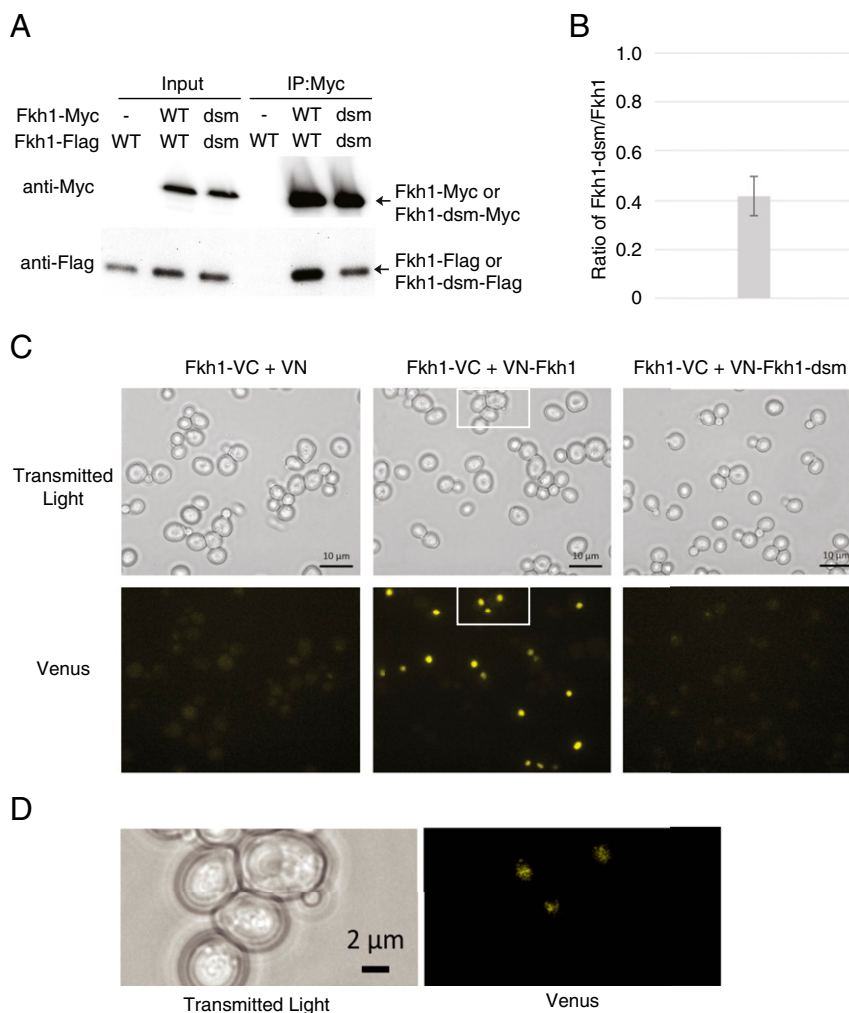 A
Input IP:Myc
Fkh1-Myc - WT dsm - WT dsm
Fkh1-Flag WT WT dsm WT WT dsm
anti-Myc
Fkh1-Myc or
Fkh1-dsm-Myc
anti-Flag
Fkh1-Flag or
Fkh1-dsm-Flag
B
Ratio of Fkh1-dsm/Fkh1
1.0
0.8
0.6
0.4
0.2
0
C
Fkh1-VC + VN
Fkh1-VC + VN-Fkh1
Fkh1-VC + VN-Fkh1-dsm
Transmitted
Light
10 µm
10 µm
10 µm
Venus
D
2 µm
Transmitted Light
Venus